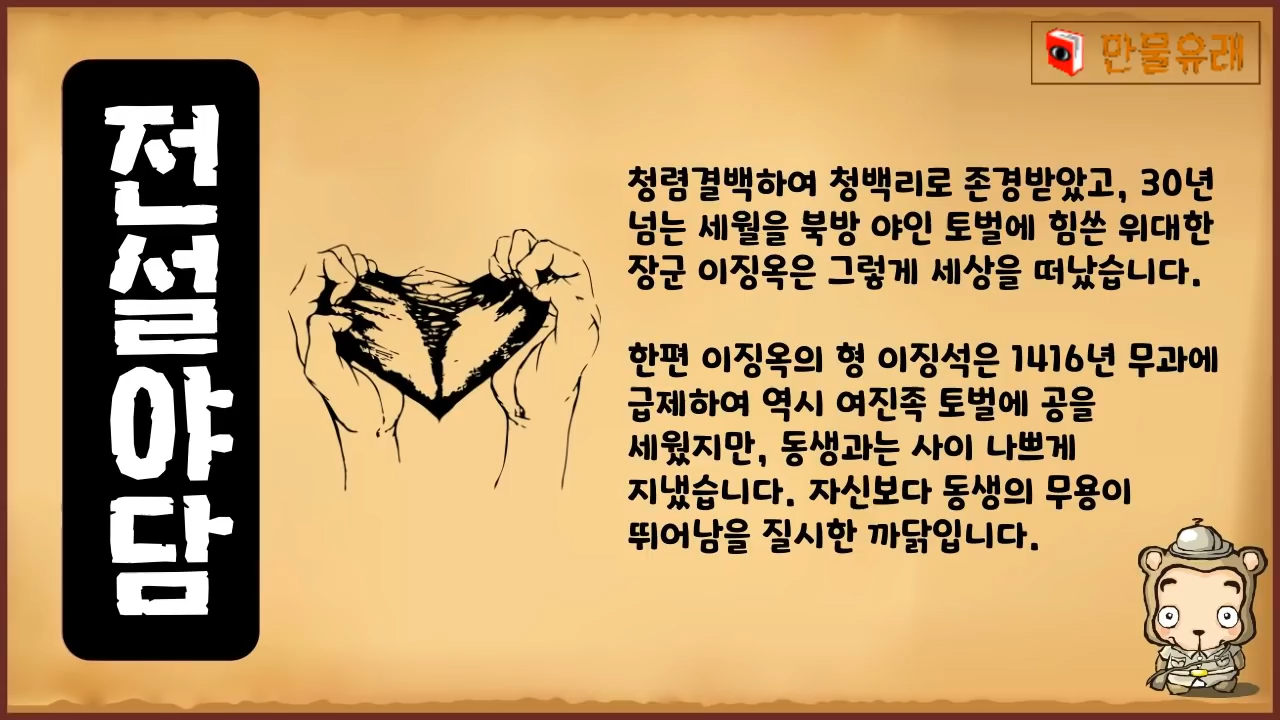 만물유래
전설야담
청렴결백하여 청백리로 존경받았고, 30년
넘는 세월을 북방 야인 토벌에 힘쓴 위대한
장군 이징옥은 그렇게 세상을 떠났습니다.
한편 이징옥의 형 이징석은 1416년 무과에
급제하여 역시 여진족 토벌에 공을
세웠지만, 동생과는 사이 나쁘게
지냈습니다. 자신보다 동생의 무용이
뛰어남을 질시한 까닭입니다.